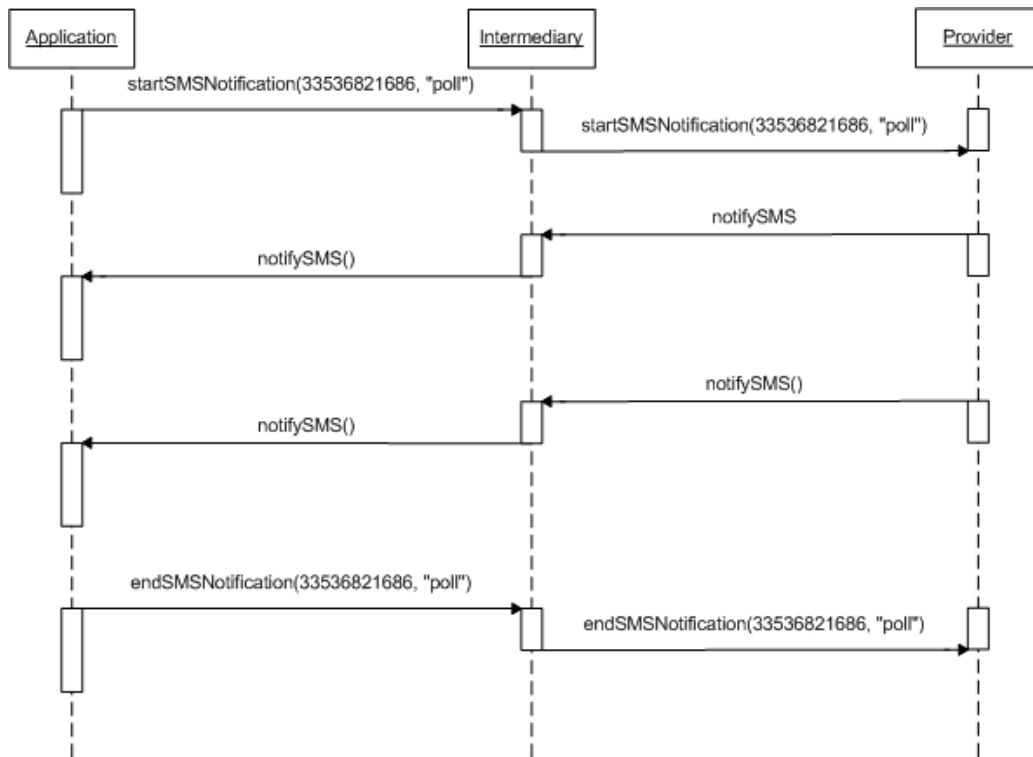 Application
Intermediary
Provider
startSMSNotification(33536821686, "poll")
startSMSNotification(33536821686, "poll")
notifySMS
notifySMS()
notifySMS()
notifySMS()
endSMSNotification(33536821686, "poll")
endSMSNotification(33536821686, "poll")